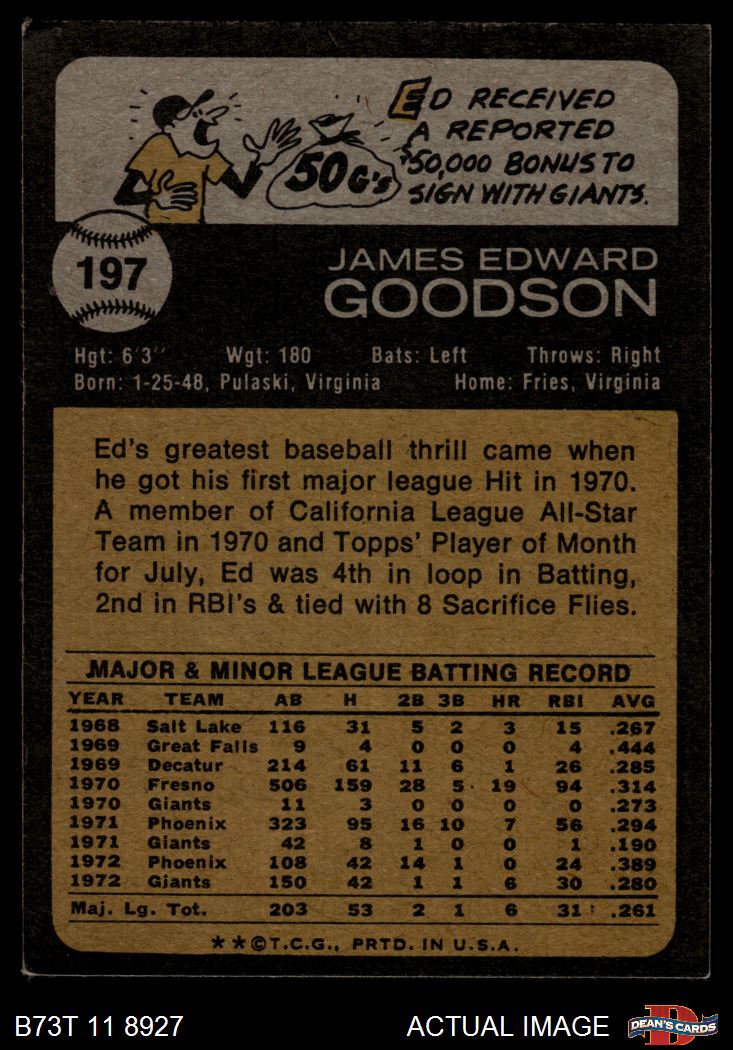 ED RECEIVED
A REPORTED
$50,000 BONUS TO
SIGN WITH GIANTS.
50 G's
197
JAMES EDWARD
GOODSON
Hgt: 6'3" Wgt: 180 Bats: Left Throws: Right
Born: 1-25-48, Pulaski, Virginia Home: Fries, Virginia
Ed's greatest baseball thrill came when
he got his first major league Hit in 1970.
A member of California League All-Star
Team in 1970 and Topps' Player of Month
for July, Ed was 4th in loop in Batting,
2nd in RBI's & tied with 8 Sacrifice Flies.
MAJOR & MINOR LEAGUE BATTING RECORD
YEAR TEAM AB H 2B 3B HR RBI AVG
1968 Salt Lake 116 31 5 2 3 15 .267
1969 Great Falls 9 4 0 0 0 4 .444
1969 Decatur 214 61 11 6 1 26 .285
1970 Fresno 506 159 28 5 19 94 .314
1970 Giants 11 3 0 0 0 0 .273
1971 Phoenix 323 95 16 10 7 56 .294
1971 Giants 42 8 1 0 0 1 .190
1972 Phoenix 108 42 14 1 0 24 .389
1972 Giants 150 42 1 1 6 30 .280
Maj. Lg. Tot. 203 53 2 1 6 31 .261
**©T.C.G., PRTD. IN U.S.A.
B73T 11 8927 ACTUAL IMAGE DEAN'S CARDS